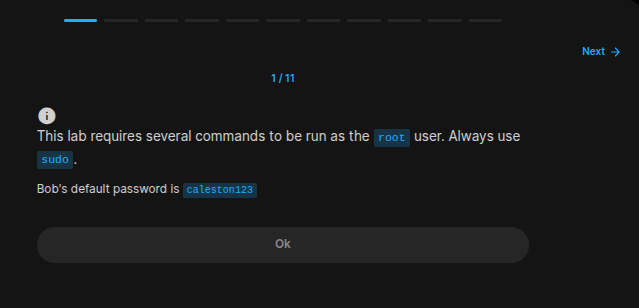 Next →
1 / 11
i
This lab requires several commands to be run as the root user. Always use
sudo.
Bob's default password is caleston123
Ok